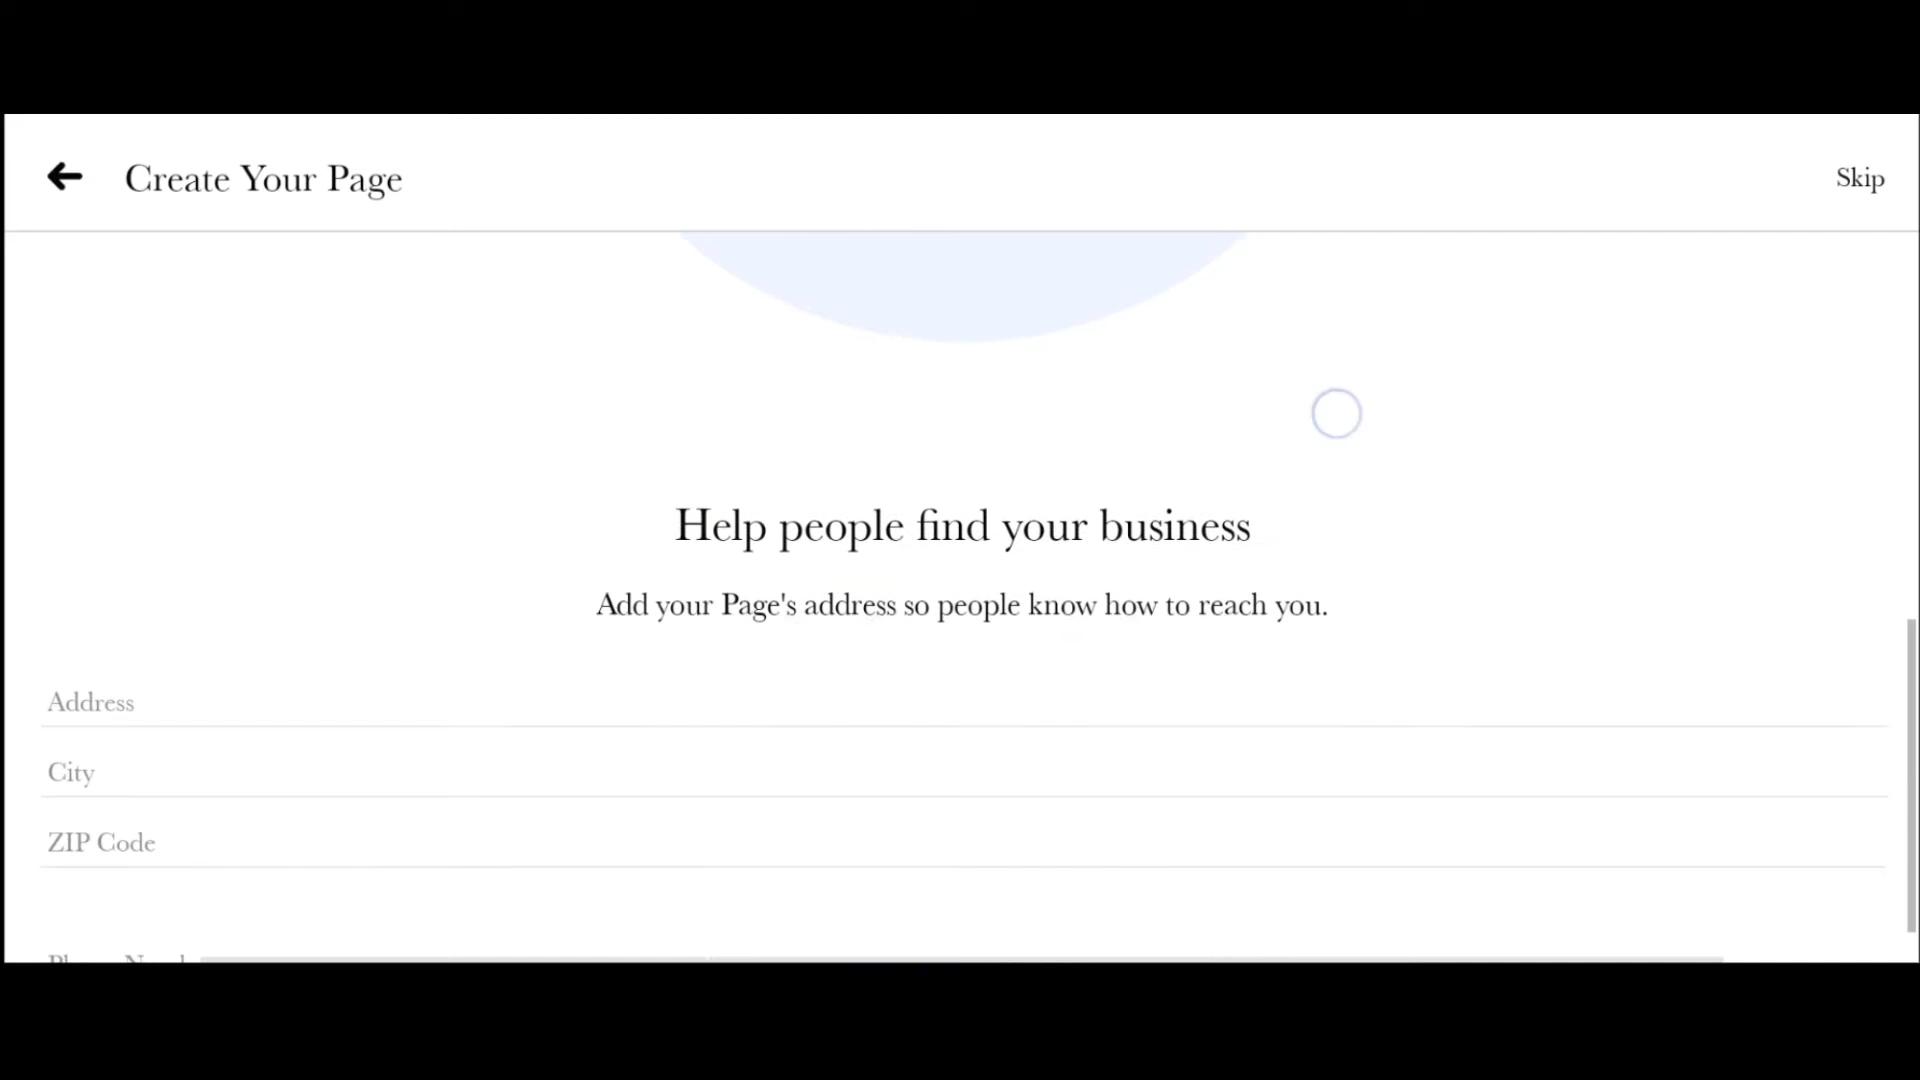 Create Your Page
Skip
Help people find your business
Add your Page's address so people know how to reach you.
Address
City
ZIP Code